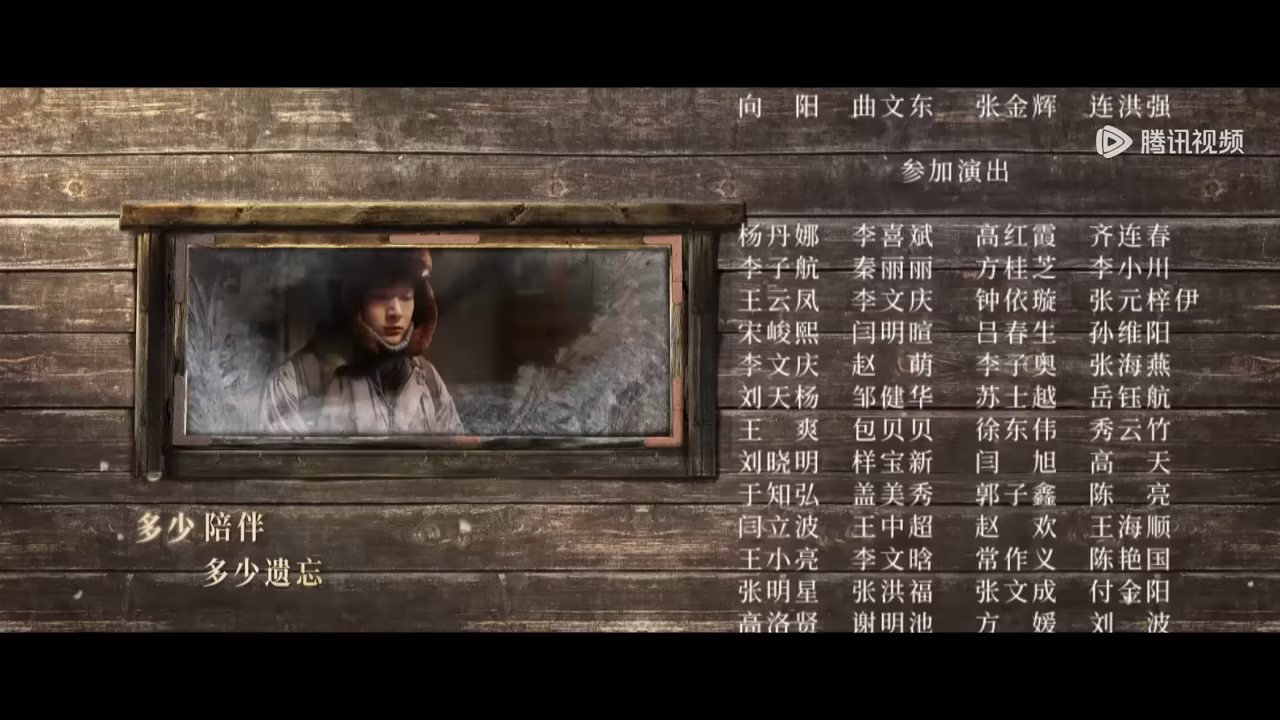 向 阳 曲文东 张金辉 连洪强
腾讯视频
参加演出
杨丹娜 李喜斌 高红霞 齐连春
李子航 秦丽丽 方桂芝 李小川
王云凤 李文庆 钟依璇 张元梓伊
宋峻熙 闫明暄 吕春生 孙维阳
李文庆 赵 萌 李子奥 张海燕
刘天杨 邹健华 苏士越 岳钰航
王 爽 包贝贝 徐东伟 秀云竹
刘晓明 样宝新 闫 旭 高 天
于知弘 盖美秀 郭子鑫 陈 亮
闫立波 王中超 赵 欢 王海顺
王小亮 李文晗 常作义 陈艳国
张明星 张洪福 张文成 付金阳
高洛贤 谢明池 方 媛 刘 波
多少陪伴
多少遗忘